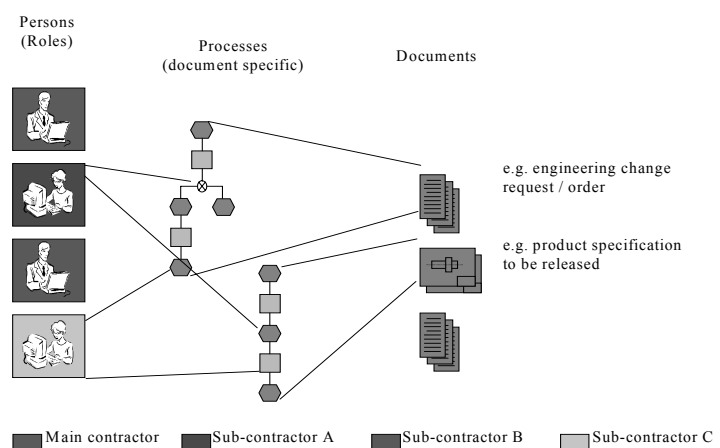 Persons
(Roles)
Processes
(document specific)
Documents
e.g. engineering change
request / order
e.g. product specification
to be released
Main contractor
Sub-contractor A
Sub-contractor B
Sub-contractor C